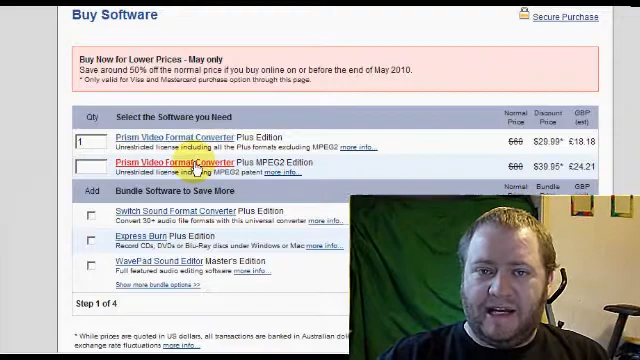 Buy Software
Secure Purchase
Buy Now for Lower Prices - May only
Save around 50% off the normal price if you buy online on or before the end of May 2010.
* Only valid for Visa and Mastercard purchase option through this page.
Qty Select the Software you Need Normal Price Discount Price GBP (est)
1 Prism Video Format Converter Plus Edition $60 $29.99* £18.18
Unrestricted license including all the Plus formats excluding MPEG2 more info...
Prism Video Format Converter Plus MPEG2 Edition $80 $39.95* £24.21
Unrestricted license including MPEG2 patent more info...
Add Bundle Software to Save More Normal Price Bundle Price GBP
Switch Sound Format Converter Plus Edition
Convert 30+ audio file formats with this universal converter more info...
Express Burn Plus Edition
Record CDs, DVDs or Blu-Ray discs under Windows or Mac more info...
WavePad Sound Editor Master's Edition
Full featured audio editing software more info...
Show more bundle options >>
Step 1 of 4
* While prices are quoted in US dollars, all transactions are banked in Australian dollars
exchange rate fluctuations more info...